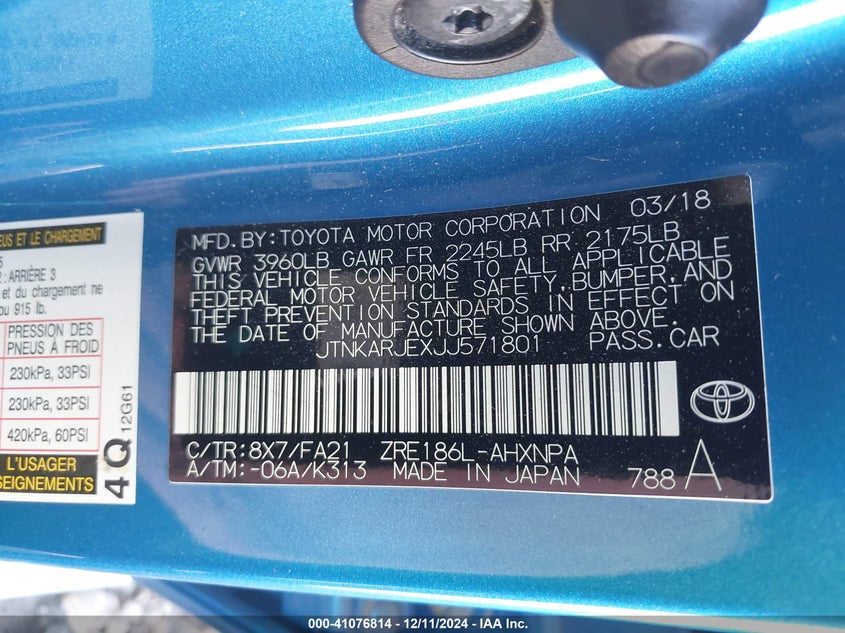 EUS ET LE CHARGEMENT
5
: ARRIÈRE 3
et du chargement ne
ou 915 lb.
PRESSION DES
PNEUS À FROID
230kPa, 33PSI
230kPa, 33PSI
420kPa, 60PSI
L'USAGER
SEIGNEMENTS
4Q 12G61
MFD. BY: TOYOTA MOTOR CORPORATION 03/18
GVWR 3960LB GAWR FR 2245LB RR 2175LB
THIS VEHICLE CONFORMS TO ALL APPLICABLE
FEDERAL MOTOR VEHICLE SAFETY, BUMPER, AND
THEFT PREVENTION STANDARDS IN EFFECT ON
THE DATE OF MANUFACTURE SHOWN ABOVE.
JTNKARJEXJJ571801 PASS.CAR
C/TR:8X7/FA21 ZRE186L-AHXNPA
A/TM:-06A/K313 MADE IN JAPAN 788 A
000-41076814 - 12/11/2024 - IAA Inc.